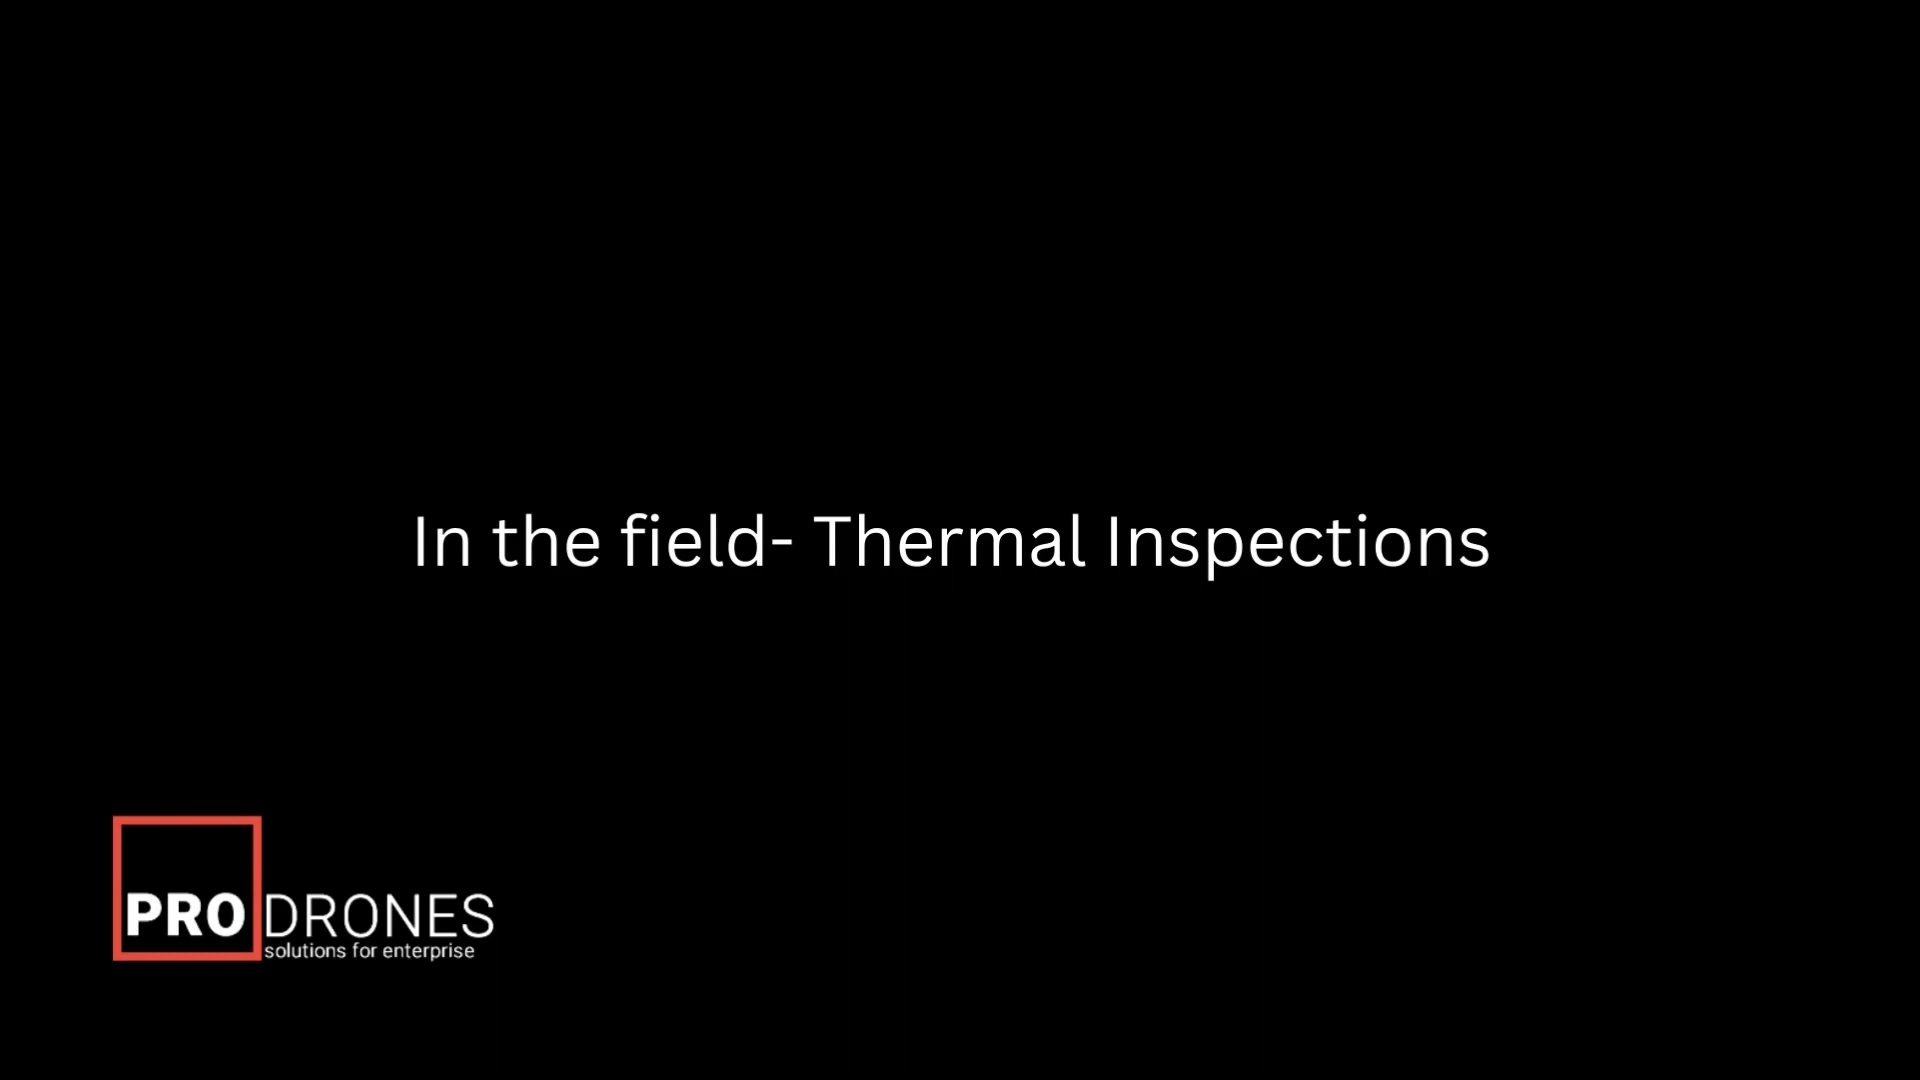 In the field- Thermal Inspections
PRO DRONES
solutions for enterprise